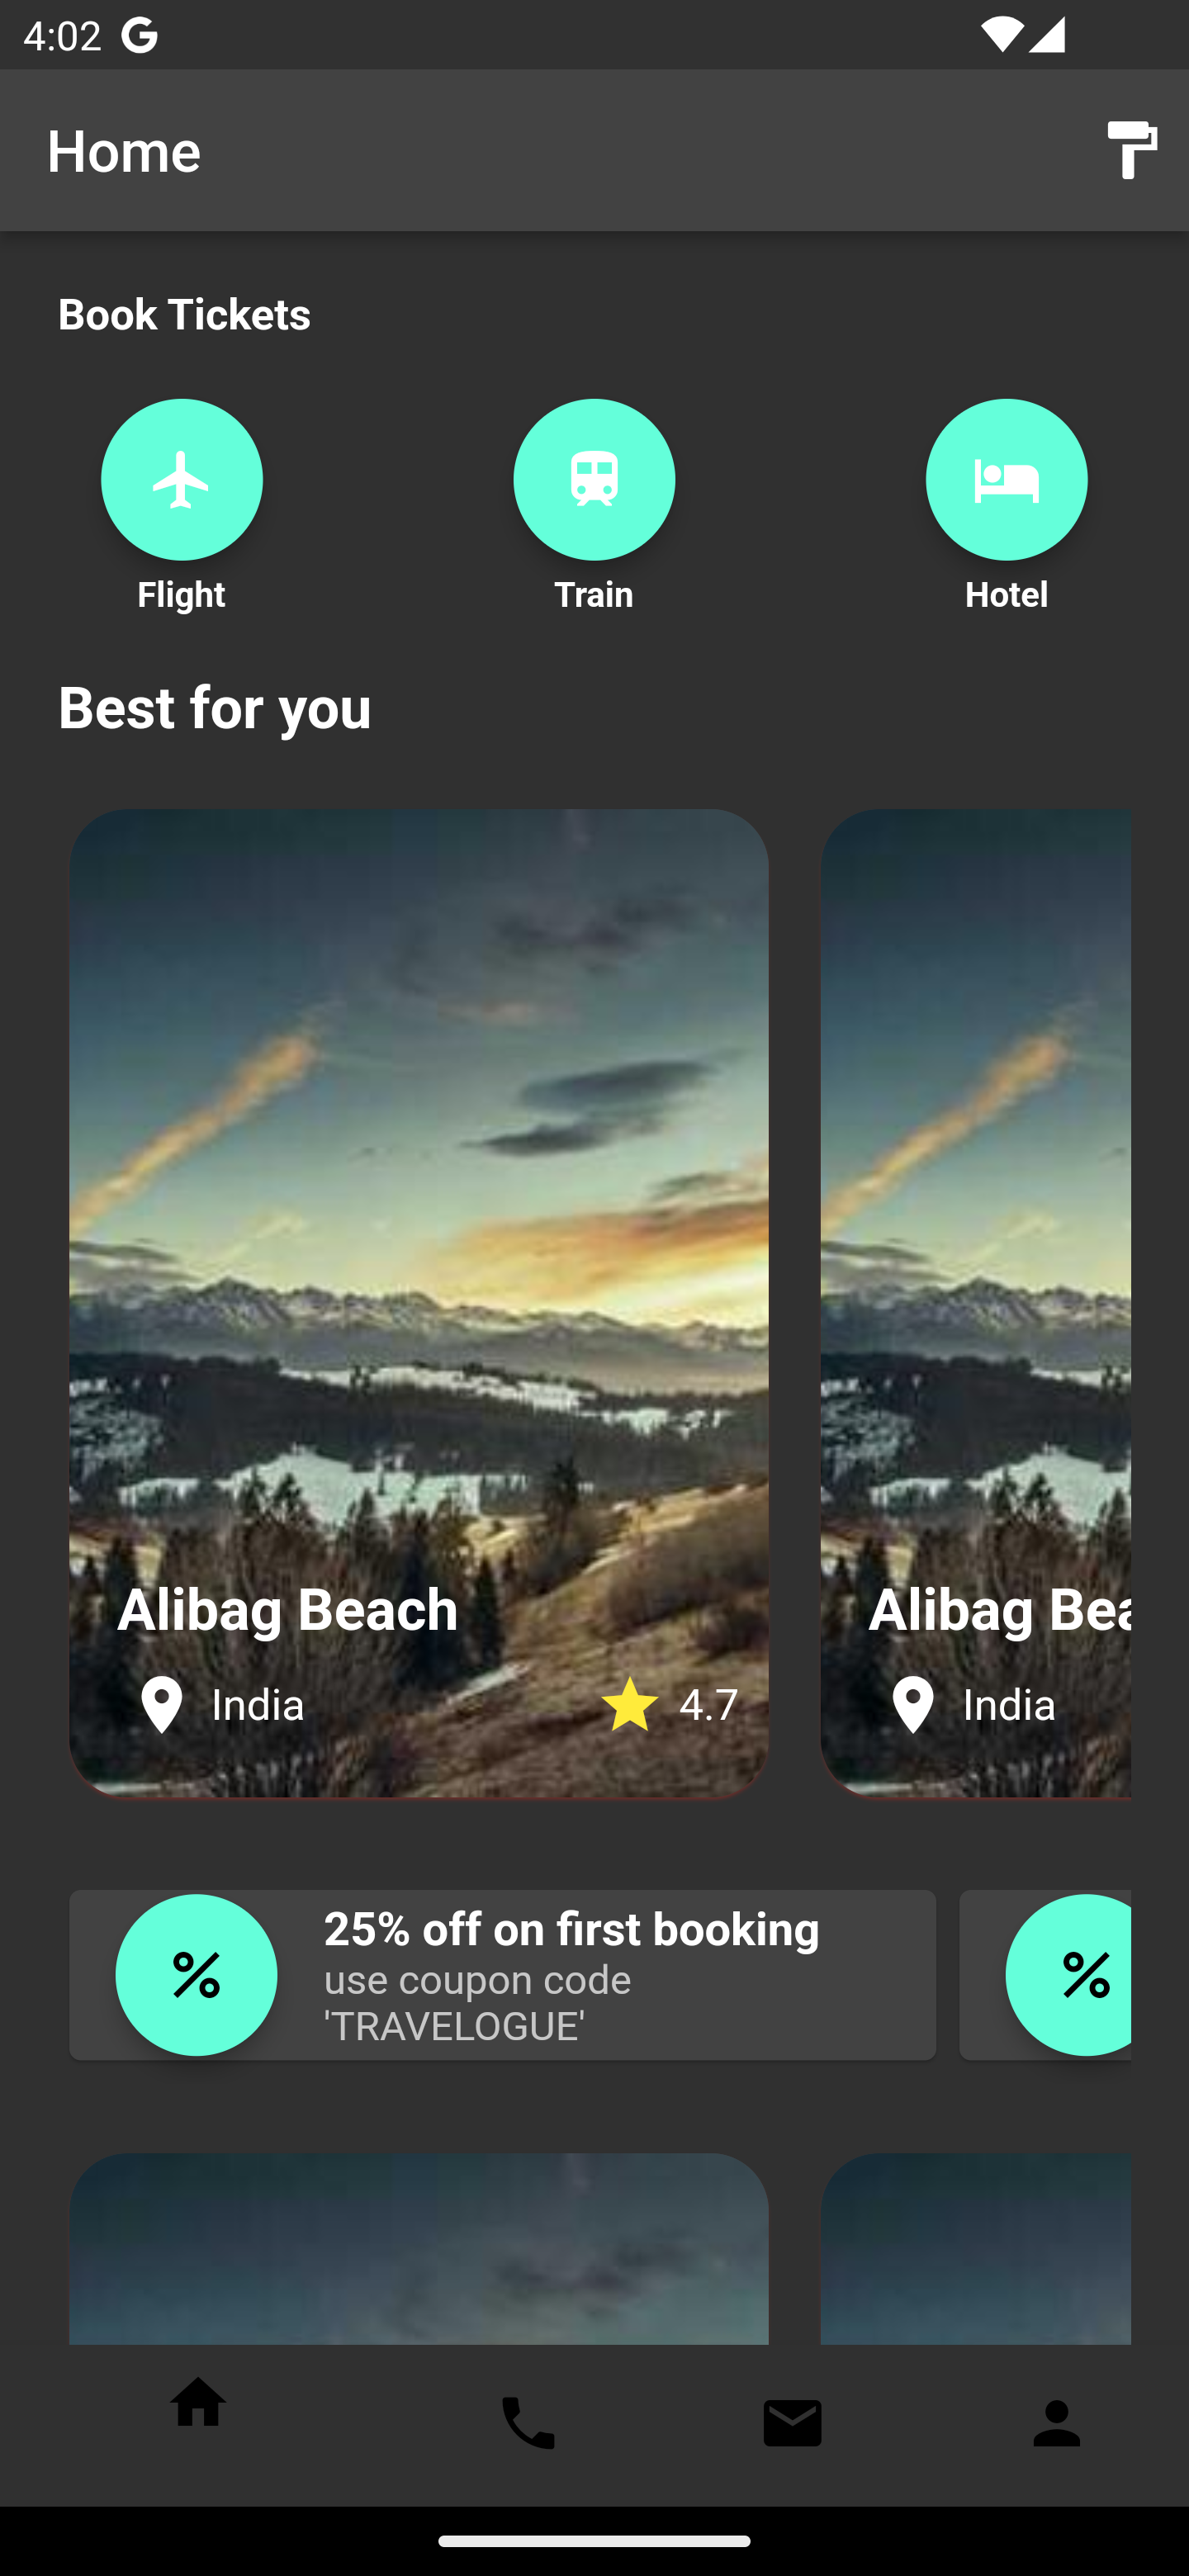 4:02
Home
Book Tickets
Flight
Train
Hotel
Best for you
Alibag Beach
India
4.7
Alibag Bea
India
25% off on first booking
use coupon code
'TRAVELOGUE'